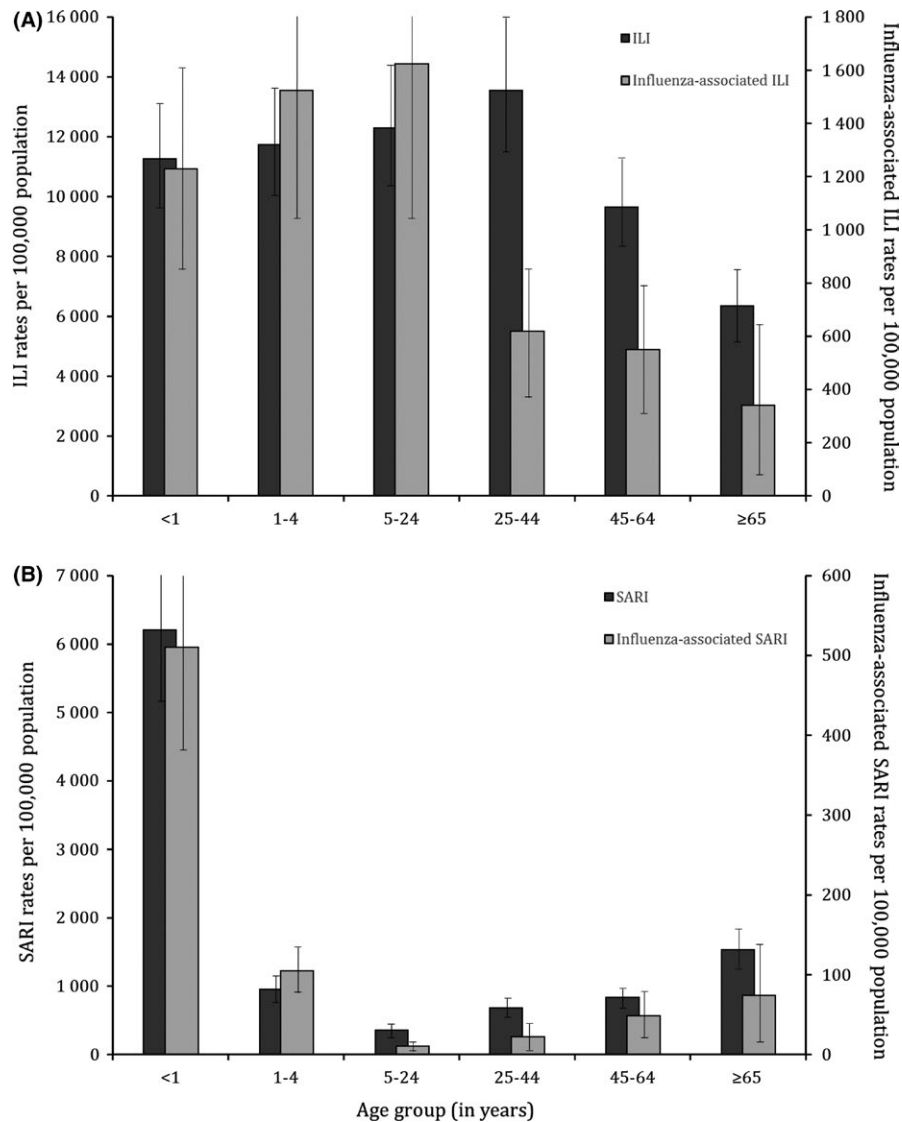 (A)
16 000
14 000
12 000
10 000
8 000
6 000
4 000
2 000
0
ILI rates per 100,000 population
ILI
Influenza-associated ILI
1 800
1 600
1 400
1 200
1 000
800
600
400
200
0
Influenza-associated ILI rates per 100,000 population
<1 1-4 5-24 25-44 45-64 ≥65
(B)
7 000
6 000
5 000
4 000
3 000
2 000
1 000
0
SARI rates per 100,000 population
SARI
Influenza-associated SARI
600
500
400
300
200
100
0
Influenza-associated SARI rates per 100,000 population
<1 1-4 5-24 25-44 45-64 ≥65
Age group (in years)